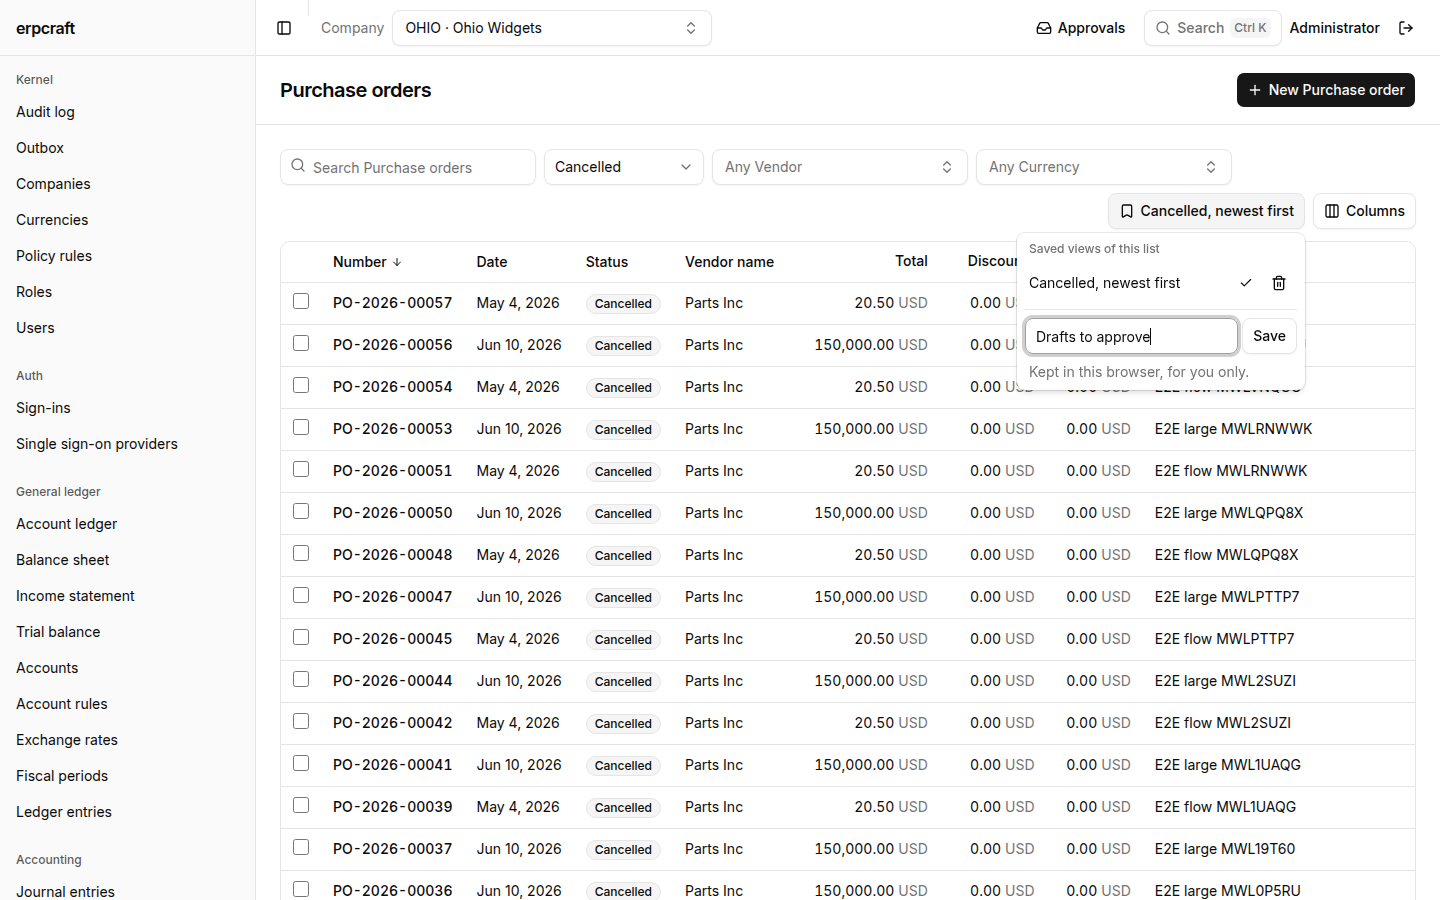 erpcraft
Company
OHIO · Ohio Widgets
Approvals
Search Ctrl K
Administrator
Kernel
Audit log
Outbox
Companies
Currencies
Policy rules
Roles
Users
Auth
Sign-ins
Single sign-on providers
General ledger
Account ledger
Balance sheet
Income statement
Trial balance
Accounts
Account rules
Exchange rates
Fiscal periods
Ledger entries
Accounting
Journal entries
Purchase orders
New Purchase order
Search Purchase orders
Cancelled
Any Vendor
Any Currency
Cancelled, newest first
Columns
Saved views of this list
Cancelled, newest first
Drafts to approve
Save
Kept in this browser, for you only.
Number Date Status Vendor name Total
PO-2026-00057 May 4, 2026 Cancelled Parts Inc 20.50 USD 0.00
PO-2026-00056 Jun 10, 2026 Cancelled Parts Inc 150,000.00 USD 0.00
PO-2026-00054 May 4, 2026 Cancelled Parts Inc 20.50 USD 0.00
PO-2026-00053 Jun 10, 2026 Cancelled Parts Inc 150,000.00 USD 0.00 USD 0.00 USD E2E large MWLRNWWK
PO-2026-00051 May 4, 2026 Cancelled Parts Inc 20.50 USD 0.00 USD 0.00 USD E2E flow MWLRNWWK
PO-2026-00050 Jun 10, 2026 Cancelled Parts Inc 150,000.00 USD 0.00 USD 0.00 USD E2E large MWLQPQ8X
PO-2026-00048 May 4, 2026 Cancelled Parts Inc 20.50 USD 0.00 USD 0.00 USD E2E flow MWLQPQ8X
PO-2026-00047 Jun 10, 2026 Cancelled Parts Inc 150,000.00 USD 0.00 USD 0.00 USD E2E large MWLPTTP7
PO-2026-00045 May 4, 2026 Cancelled Parts Inc 20.50 USD 0.00 USD 0.00 USD E2E flow MWLPTTP7
PO-2026-00044 Jun 10, 2026 Cancelled Parts Inc 150,000.00 USD 0.00 USD 0.00 USD E2E large MWL2SUZI
PO-2026-00042 May 4, 2026 Cancelled Parts Inc 20.50 USD 0.00 USD 0.00 USD E2E flow MWL2SUZI
PO-2026-00041 Jun 10, 2026 Cancelled Parts Inc 150,000.00 USD 0.00 USD 0.00 USD E2E large MWL1UAQG
PO-2026-00039 May 4, 2026 Cancelled Parts Inc 20.50 USD 0.00 USD 0.00 USD E2E flow MWL1UAQG
PO-2026-00037 Jun 10, 2026 Cancelled Parts Inc 150,000.00 USD 0.00 USD 0.00 USD E2E large MWL19T60
PO-2026-00036 Jun 10, 2026 Cancelled Parts Inc 150,000.00 USD 0.00 USD 0.00 USD E2E large MWL0P5RU